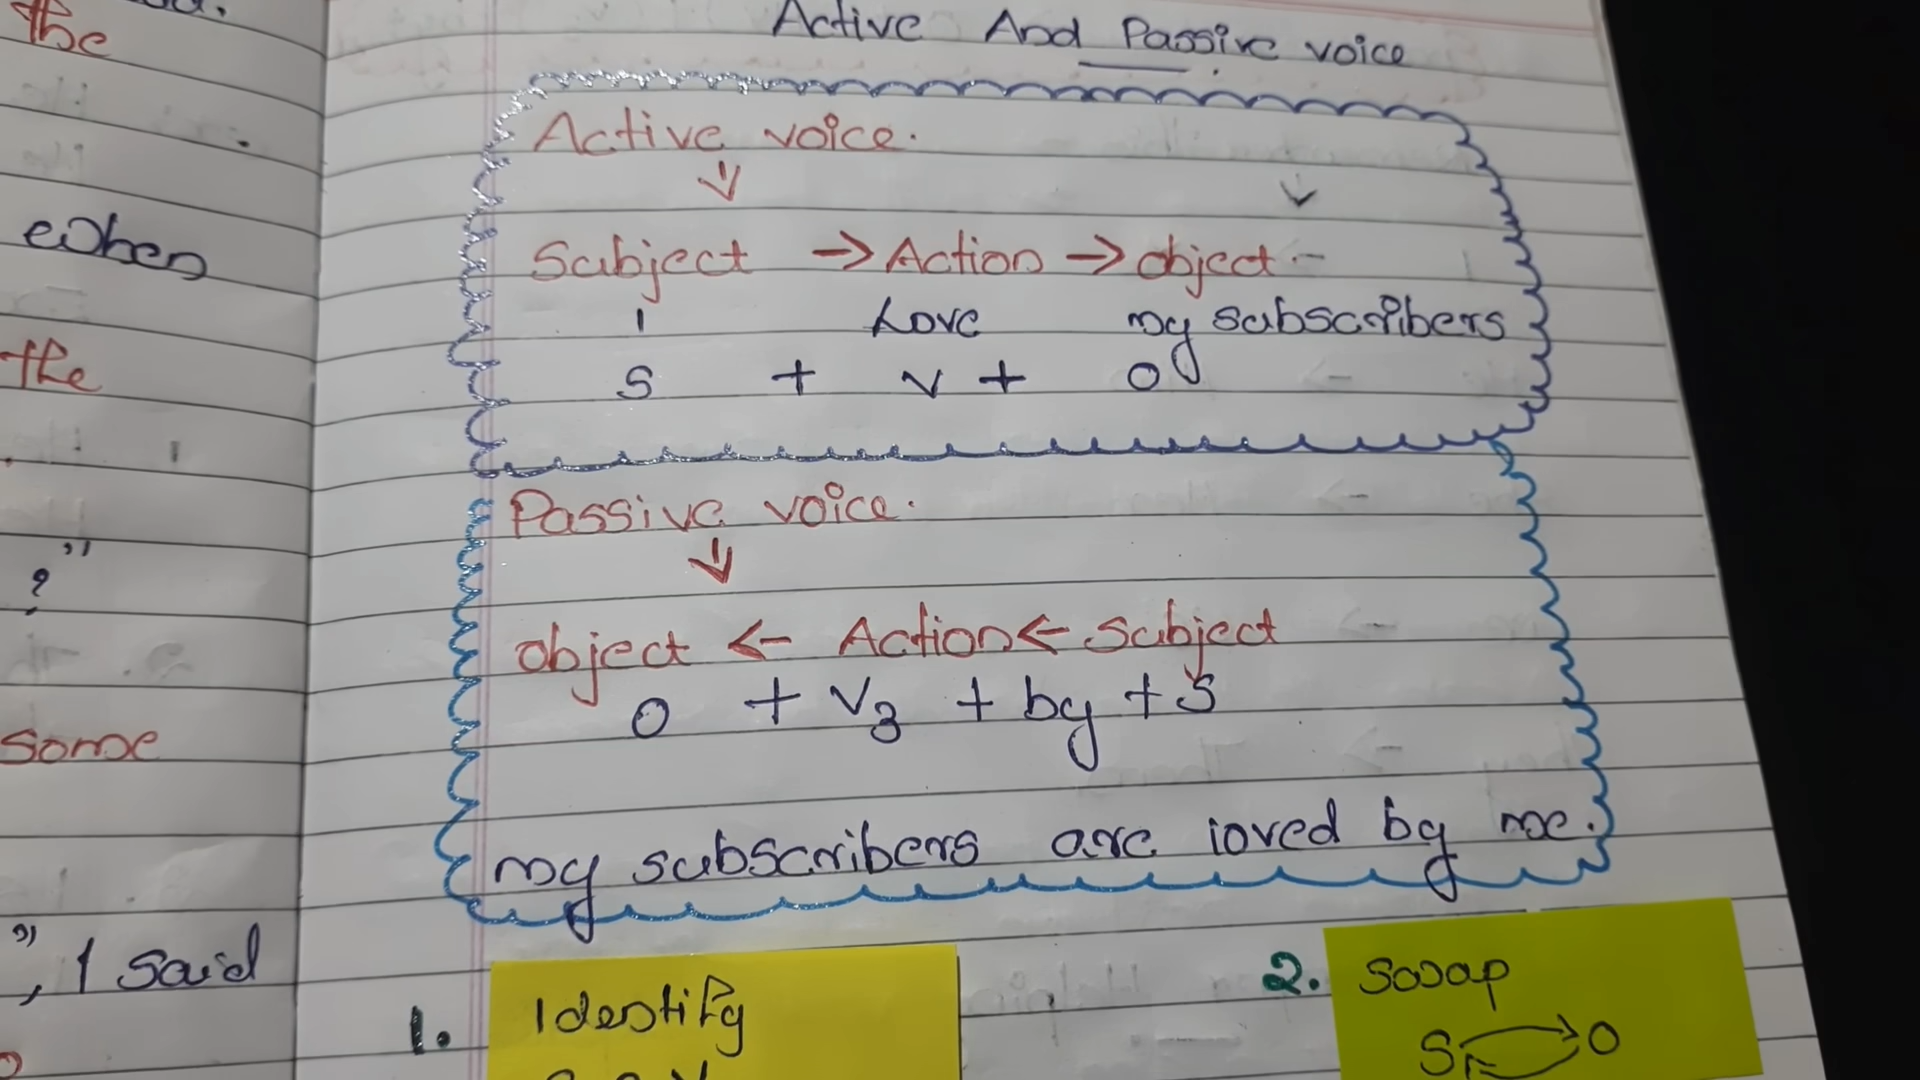 the
when
the
?"
some
", I said
Active And Passive voice
Active voice.
Subject → Action → object
I Love my subscribers
S + V + O
Passive voice.
object ← Action ← Subject
O + V3 + by + S
my subscribers are loved by me.
1. Identify
2. Swap
S O